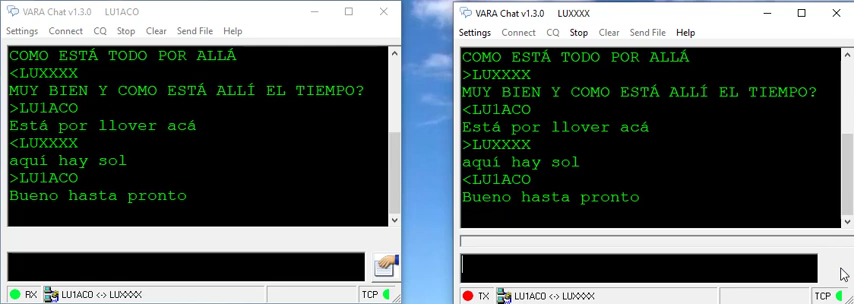 VARA Chat v1.3.0 LU1ACO
Settings Connect CQ Stop Clear Send File Help
COMO ESTÁ TODO POR ALLÁ
<LUXXXX
MUY BIEN Y COMO ESTÁ ALLÍ EL TIEMPO?
>LU1ACO
Está por llover acá
<LUXXXX
aquí hay sol
>LU1ACO
Bueno hasta pronto
RX LU1ACO <-> LUXXXX TCP
VARA Chat v1.3.0 LUXXXX
Settings Connect CQ Stop Clear Send File Help
COMO ESTÁ TODO POR ALLÁ
>LUXXXX
MUY BIEN Y COMO ESTÁ ALLÍ EL TIEMPO?
<LU1ACO
Está por llover acá
>LUXXXX
aquí hay sol
<LU1ACO
Bueno hasta pronto
TX LU1ACO <-> LUXXXX TCP